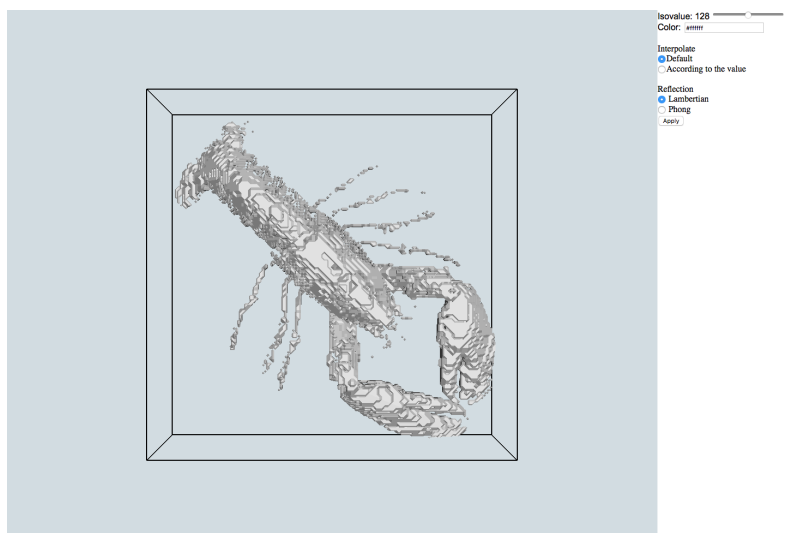 Isovalue: 128
Color: #ffffff
Interpolate
Default
According to the value
Reflection
Lambertian
Phong
Apply